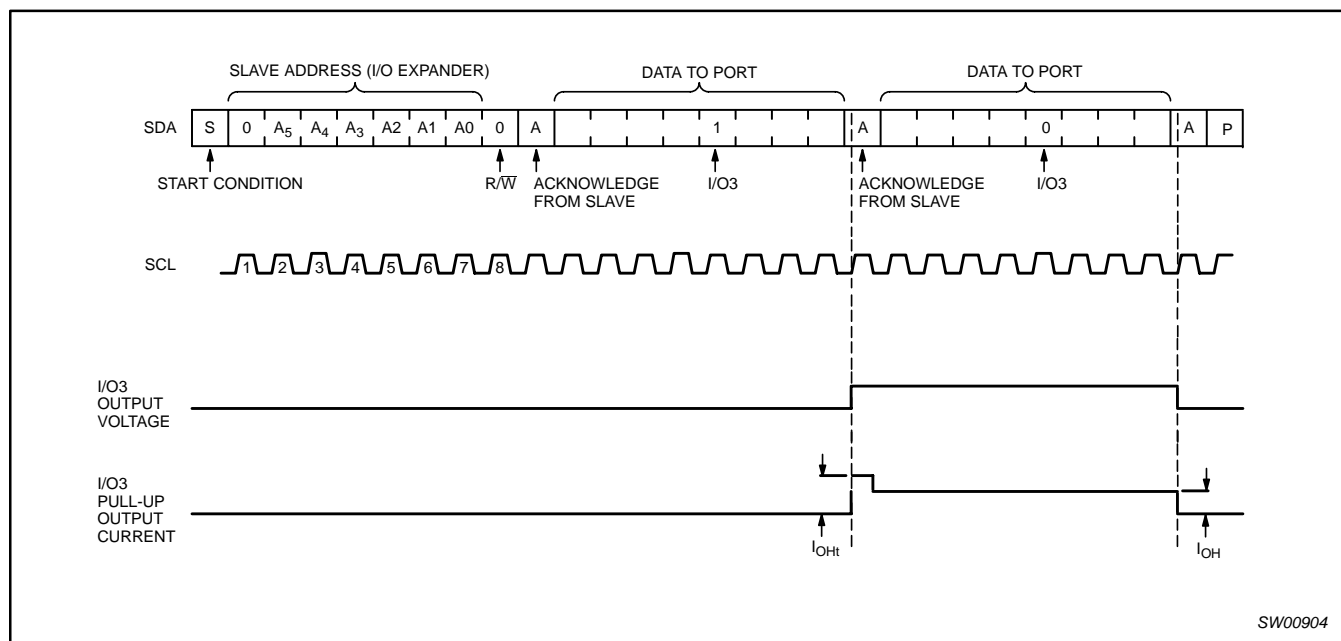 SLAVE ADDRESS (I/O EXPANDER) DATA TO PORT DATA TO PORT
SDA S 0 A5 A4 A3 A2 A1 A0 0 A 1 A 0 A P
START CONDITION R/W̅ ACKNOWLEDGE FROM SLAVE I/O3 ACKNOWLEDGE FROM SLAVE I/O3
SCL 1 2 3 4 5 6 7 8
I/O3
OUTPUT
VOLTAGE
I/O3
PULL-UP
OUTPUT
CURRENT
IOHt IOH
SW00904